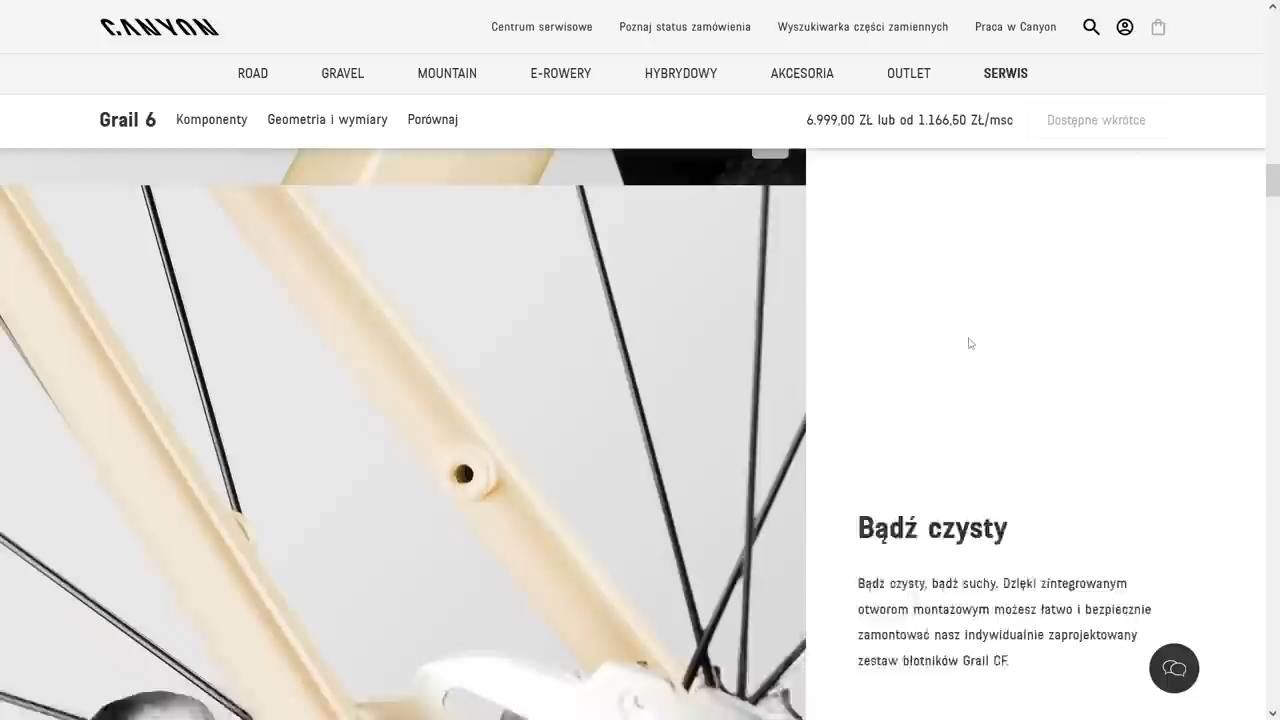 CANYON
Centrum serwisowe Poznaj status zamówienia Wyszukiwarka części zamiennych Praca w Canyon
ROAD GRAVEL MOUNTAIN E-ROWERY HYBRYDOWY AKCESORIA OUTLET SERWIS
Grail 6 Komponenty Geometria i wymiary Porównaj 6.999,00 ZŁ lub od 1.166,50 ZŁ/msc Dostępne wkrótce
Bądź czysty
Bądź czysty, bądź suchy. Dzięki zintegrowanym
otworom montażowym możesz łatwo i bezpiecznie
zamontować nasz indywidualnie zaprojektowany
zestaw błotników Grail CF.